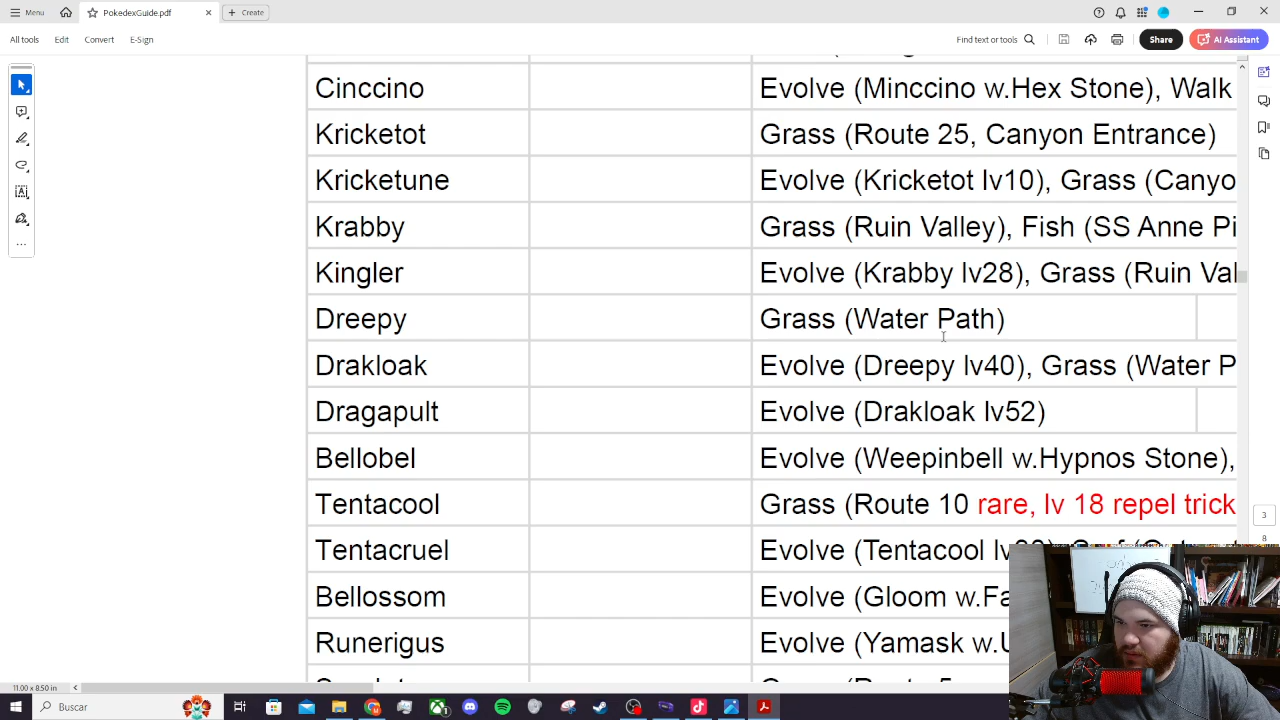 Menu
PokedexGuide.pdf
Create
All tools
Edit
Convert
E-Sign
Find text or tools
Share
AI Assistant
Cinccino Evolve (Minccino w.Hex Stone), Walk
Kricketot Grass (Route 25, Canyon Entrance)
Kricketune Evolve (Kricketot lv10), Grass (Canyo
Krabby Grass (Ruin Valley), Fish (SS Anne Pi
Kingler Evolve (Krabby lv28), Grass (Ruin Val
Dreepy Grass (Water Path)
Drakloak Evolve (Dreepy lv40), Grass (Water P
Dragapult Evolve (Drakloak lv52)
Bellobel Evolve (Weepinbell w.Hypnos Stone),
Tentacool Grass (Route 10 rare, lv 18 repel trick
Tentacruel Evolve (Tentacool
Bellossom Evolve (Gloom w.Fa
Runerigus Evolve (Yamask w.
3
8
11.00 x 8.50 in
Buscar